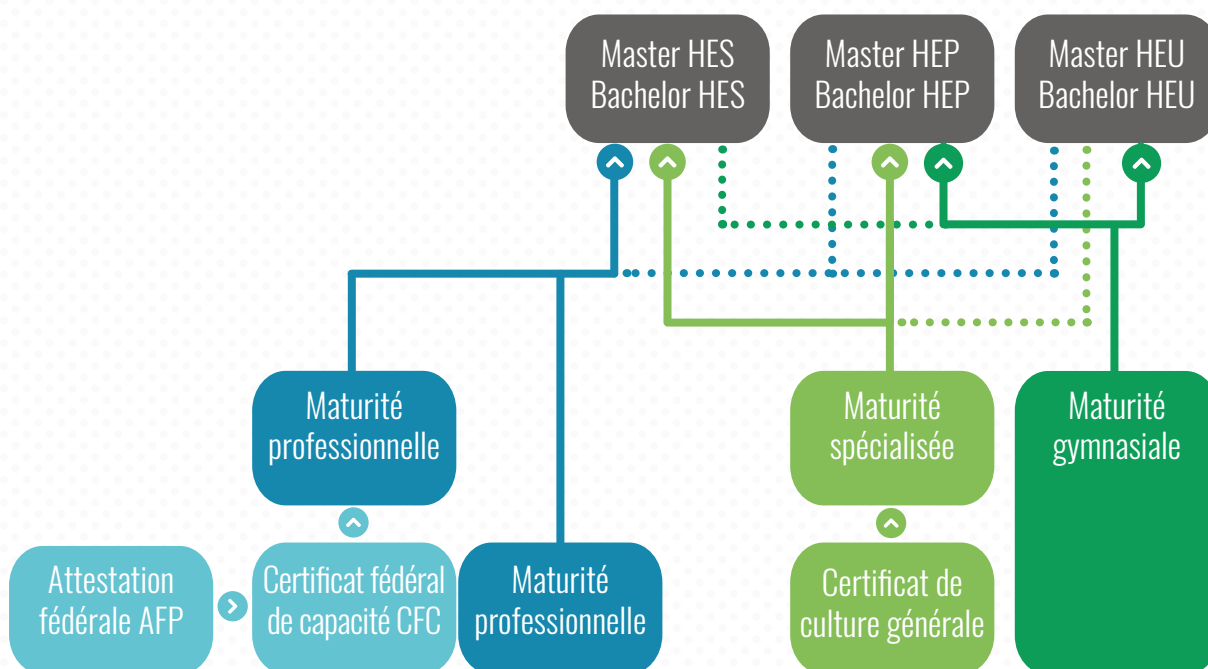 Master HES
Bachelor HES
Master HEP
Bachelor HEP
Master HEU
Bachelor HEU
Maturité
professionnelle
Maturité
spécialisée
Maturité
gymnasiale
Attestation
fédérale AFP
Certificat fédéral
de capacité CFC
Maturité
professionnelle
Certificat de
culture générale